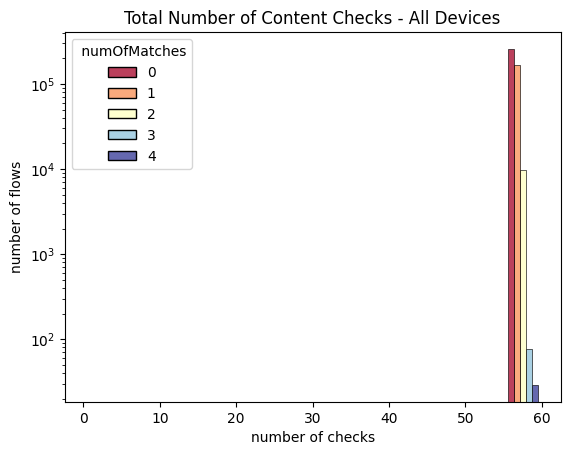 Total Number of Content Checks - All Devices
numOfMatches
0
1
2
3
4
10^5
10^4
10^3
10^2
number of flows
0 10 20 30 40 50 60
number of checks